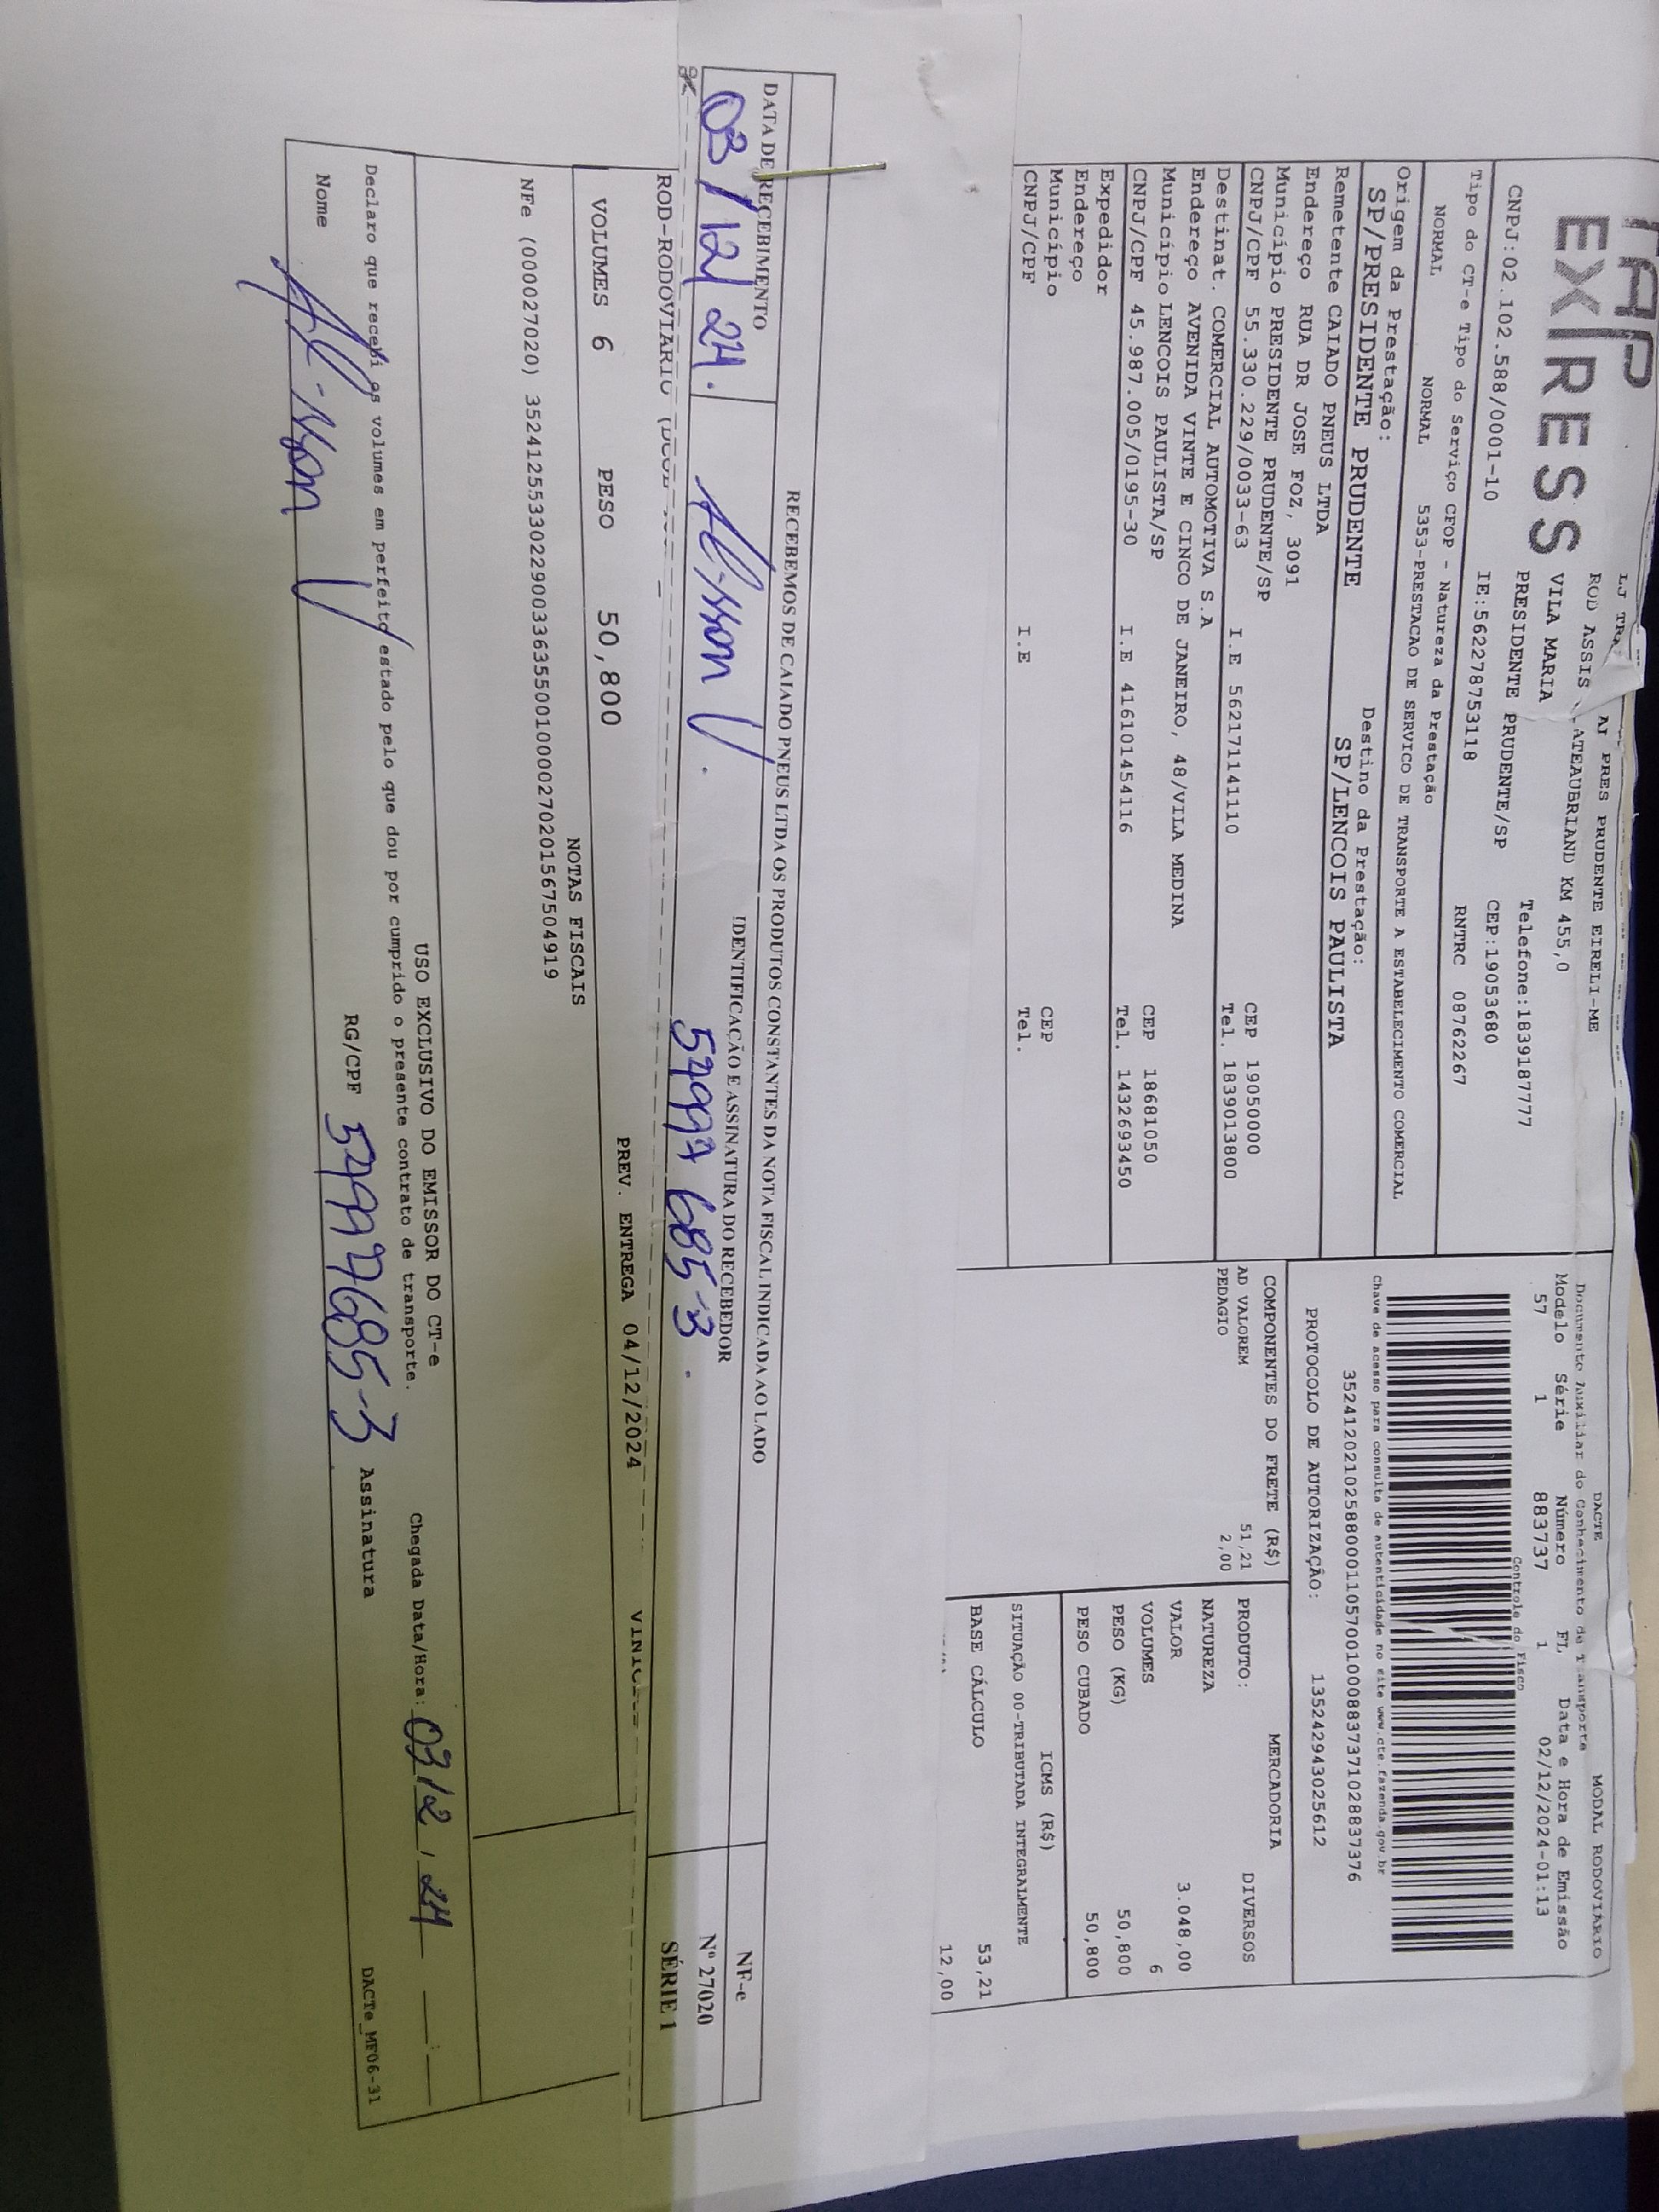 TAP
EXPRESS
ROD ASSIS ATEAUBRIAND KM 455,0
AJ PRES PRUDENTE EIRELI-ME
VILA MARIA
PRESIDENTE PRUDENTE/SP Telefone:1839187777
CNPJ:02.102.588/0001-10 IE:562278753118 CEP:19053680
RNTRC 08762267
Tipo do CT-e Tipo do Serviço CFOP - Natureza da Prestação
NORMAL NORMAL 5353-PRESTACAO DE SERVICO DE TRANSPORTE A ESTABELECIMENTO COMERCIAL
Origem da Prestação: Destino da Prestação:
SP/PRESIDENTE PRUDENTE SP/LENCOIS PAULISTA
Remetente CAIADO PNEUS LTDA
Endereço RUA DR JOSE FOZ, 3091
Município PRESIDENTE PRUDENTE/SP CEP 19050000
CNPJ/CPF 55.330.229/0033-63 I.E 562171141110 Tel. 1839013800
Destinat. COMERCIAL AUTOMOTIVA S.A
Endereço AVENIDA VINTE E CINCO DE JANEIRO, 48/VILA MEDINA
Município LENCOIS PAULISTA/SP CEP 18681050
CNPJ/CPF 45.987.005/0195-30 I.E 416101454116 Tel. 1432693450
Expedidor
Endereço
Município CEP
CNPJ/CPF I.E Tel.
DACTE MODAL RODOVIÁRIO
Documento Auxiliar do Conhecimento de Transporte
Modelo Série Número FL Data e Hora de Emissão
57 1 883737 1 02/12/2024-01:13
Controle do Fisco
Chave de acesso para consulta de autenticidade no site www.cte.fazenda.gov.br
35241202102588000110570010008837371028837376
PROTOCOLO DE AUTORIZAÇÃO: 135242943025612
COMPONENTES DO FRETE (R$)
AD VALOREM 51,21
PEDAGIO 2,00
MERCADORIA
PRODUTO: DIVERSOS
NATUREZA
VALOR 3.048,00
VOLUMES 6
PESO (KG) 50,800
PESO CUBADO 50,800
ICMS (R$)
SITUAÇÃO 00-TRIBUTADA INTEGRALMENTE
BASE CÁLCULO 53,21
12,00
RECEBEMOS DE CAIADO PNEUS LTDA OS PRODUTOS CONSTANTES DA NOTA FISCAL INDICADA AO LADO
DATA DE RECEBIMENTO IDENTIFICAÇÃO E ASSINATURA DO RECEBEDOR
03/12/24. Alisson V. 57997685-3.
NF-e
Nº 27020
SÉRIE 1
ROD-RODOVIARIO
VOLUMES 6 PESO 50,800 PREV. ENTREGA 04/12/2024
NOTAS FISCAIS
NFe (000027020) 35241255330229003363550010000270201567504919
USO EXCLUSIVO DO EMISSOR DO CT-e
Declaro que recebi os volumes em perfeito estado pelo que dou por cumprido o presente contrato de transporte.
Chegada Data/Hora: 03/12/24
Nome Alisson V RG/CPF 57997685-3 Assinatura
DACTe_MF06-31